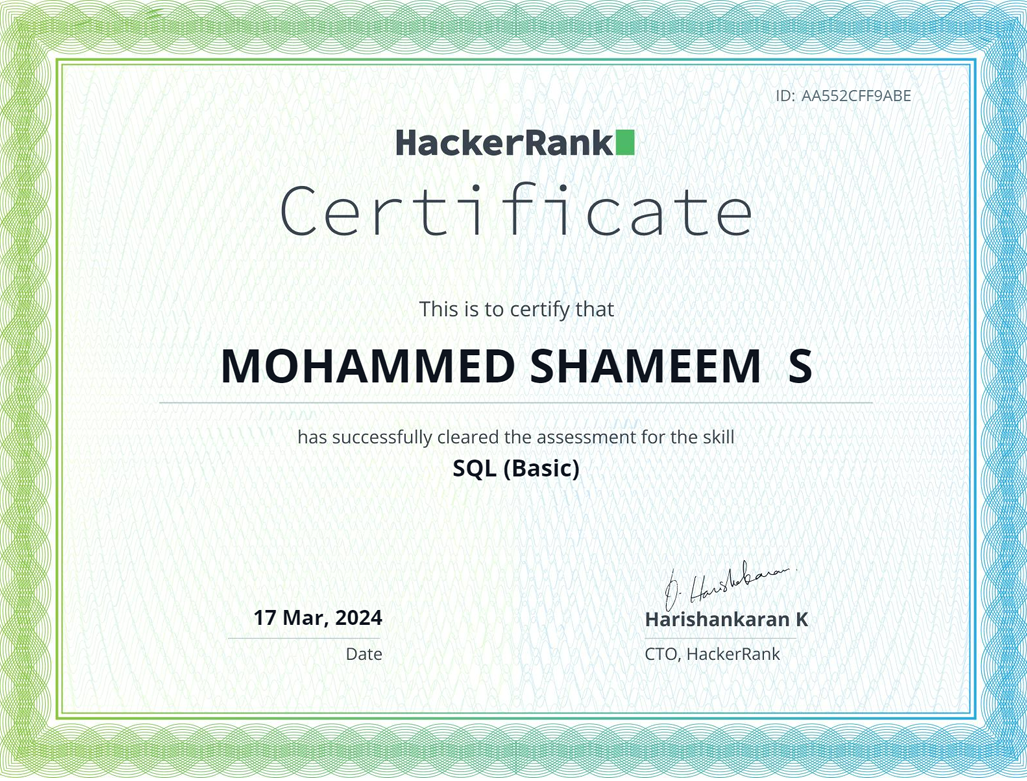 ID: AA552CFF9ABE
HackerRank
Certificate
This is to certify that
MOHAMMED SHAMEEM  S
has successfully cleared the assessment for the skill
SQL (Basic)
17 Mar, 2024
Date
Harishankaran K
CTO, HackerRank